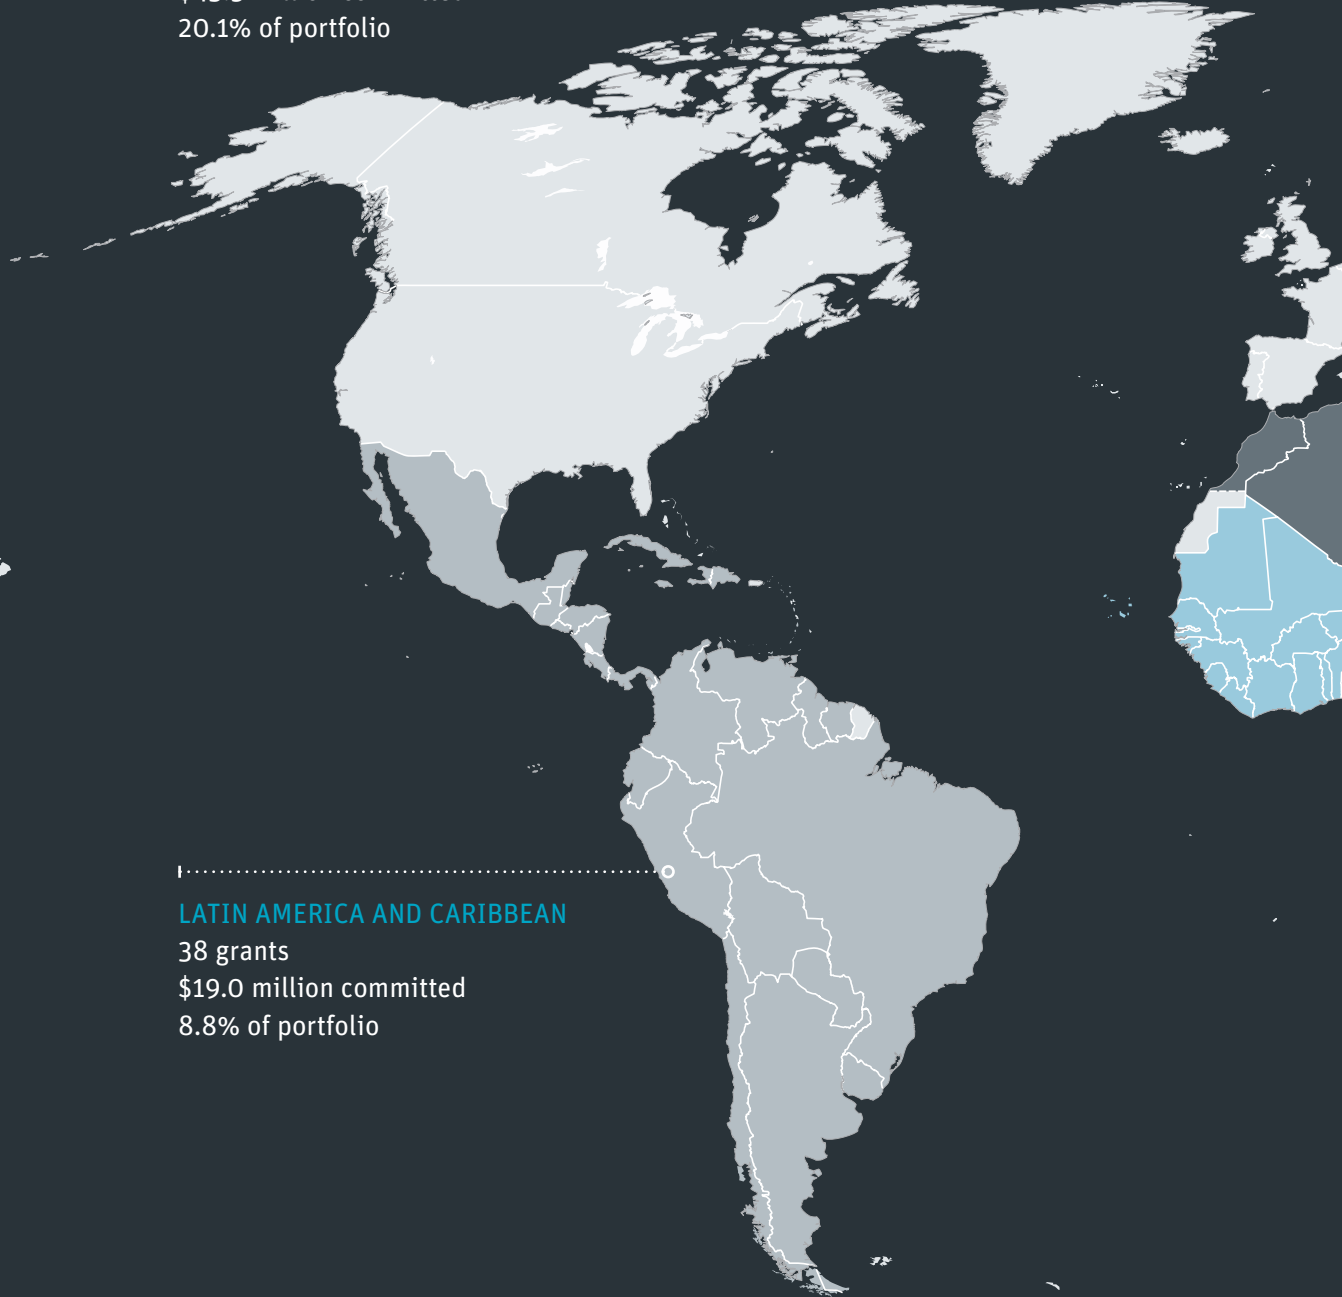 20.1% of portfolio
LATIN AMERICA AND CARIBBEAN
38 grants
$19.0 million committed
8.8% of portfolio